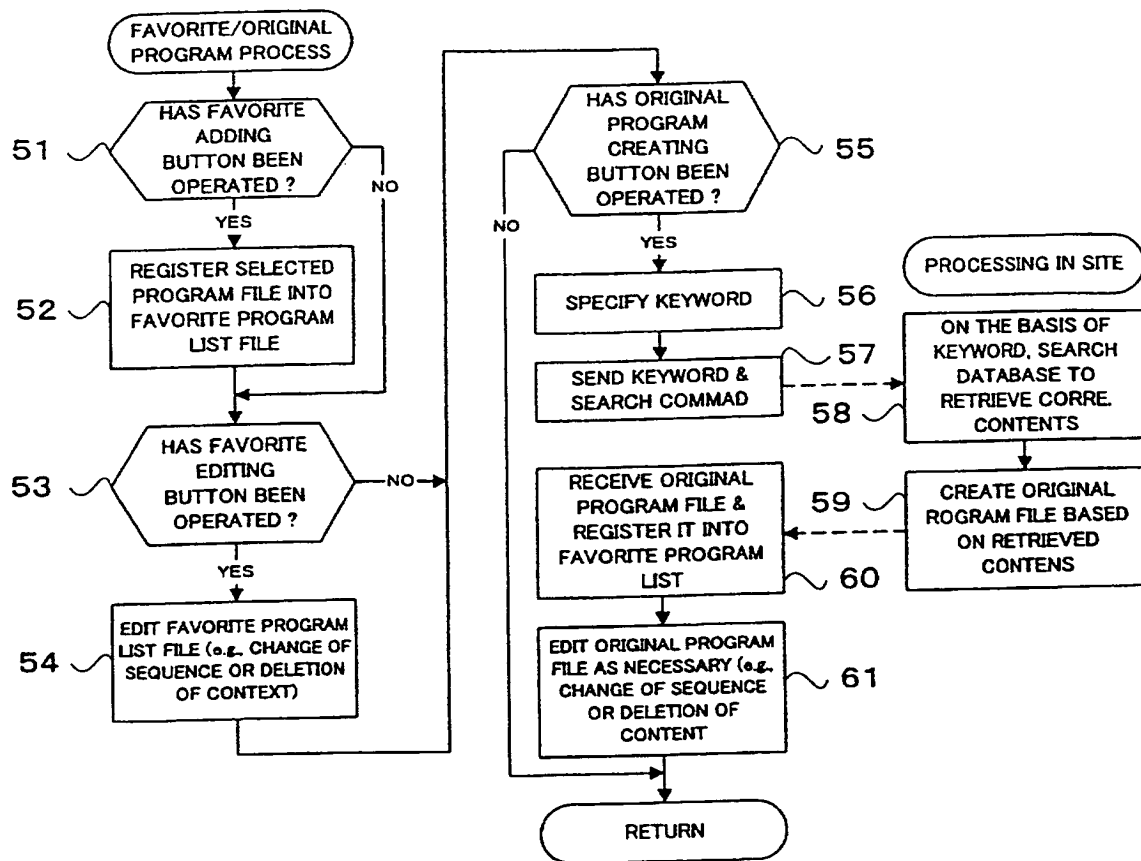 FAVORITE/ORIGINAL
PROGRAM PROCESS
51
HAS FAVORITE
ADDING
BUTTON BEEN
OPERATED ?
NO
YES
52
REGISTER SELECTED
PROGRAM FILE INTO
FAVORITE PROGRAM
LIST FILE
53
HAS FAVORITE
EDITING
BUTTON BEEN
OPERATED ?
NO
YES
54
EDIT FAVORITE PROGRAM
LIST FILE (e.g., CHANGE OF
SEQUENCE OR DELETION
OF CONTEXT)
HAS ORIGINAL
PROGRAM
CREATING
BUTTON BEEN
OPERATED ?
55
NO
YES
SPECIFY KEYWORD
56
SEND KEYWORD &
SEARCH COMMAD
57
PROCESSING IN SITE
ON THE BASIS OF
KEYWORD, SEARCH
DATABASE TO
RETRIEVE CORRE.
CONTENTS
58
59
CREATE ORIGINAL
ROGRAM FILE BASED
ON RETRIEVED
CONTENS
RECEIVE ORIGINAL
PROGRAM FILE &
REGISTER IT INTO
FAVORITE PROGRAM
LIST
60
EDIT ORIGINAL PROGRAM
FILE AS NECESSARY (e.g.,
CHANGE OF SEQUENCE
OR DELETION OF
CONTENT
61
RETURN